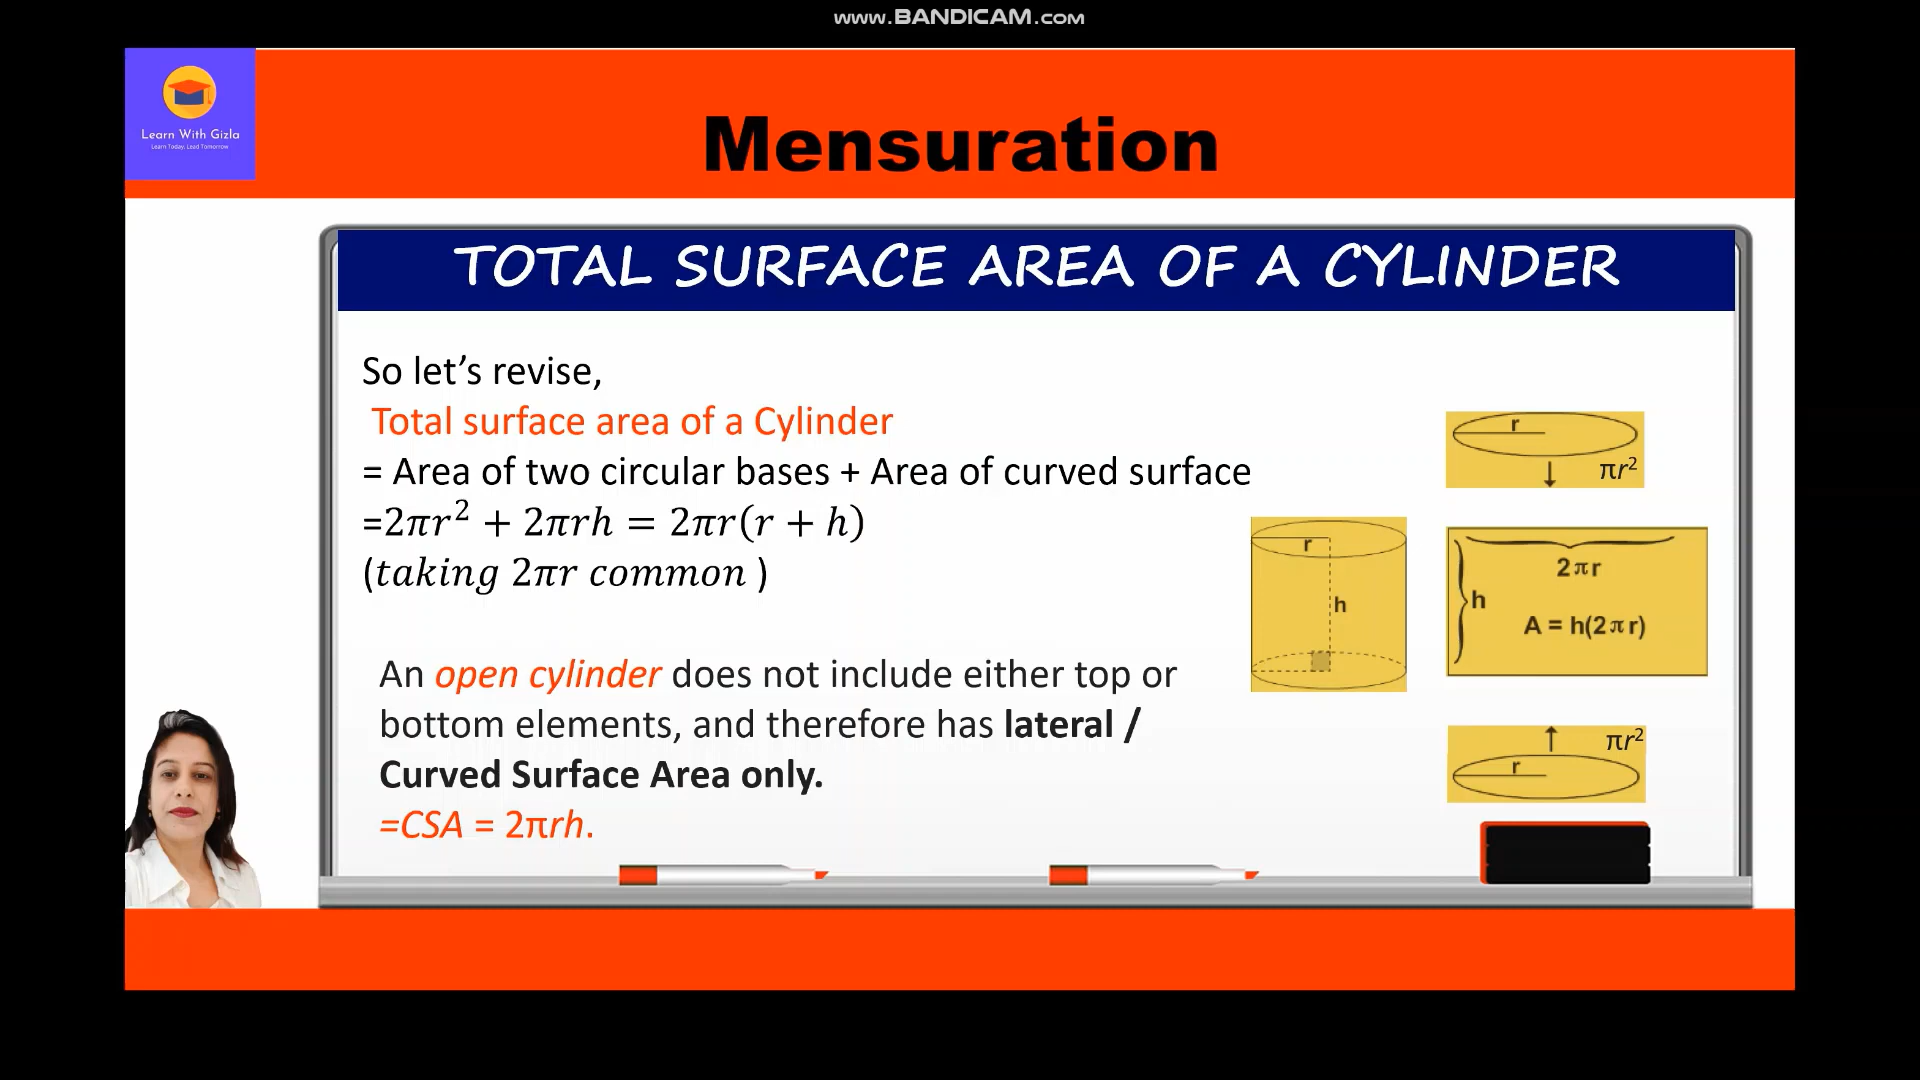 www.BANDICAM.com
Learn With Gizla
Learn Today, Lead Tomorrow
Mensuration
TOTAL SURFACE AREA OF A CYLINDER
So let’s revise,
Total surface area of a Cylinder
= Area of two circular bases + Area of curved surface
=2πr² + 2πrh = 2πr(r + h)
(taking 2πr common )
An open cylinder does not include either top or
bottom elements, and therefore has lateral /
Curved Surface Area only.
=CSA = 2πrh.
r
h
r
πr²
2πr
h
A = h(2πr)
πr²
r